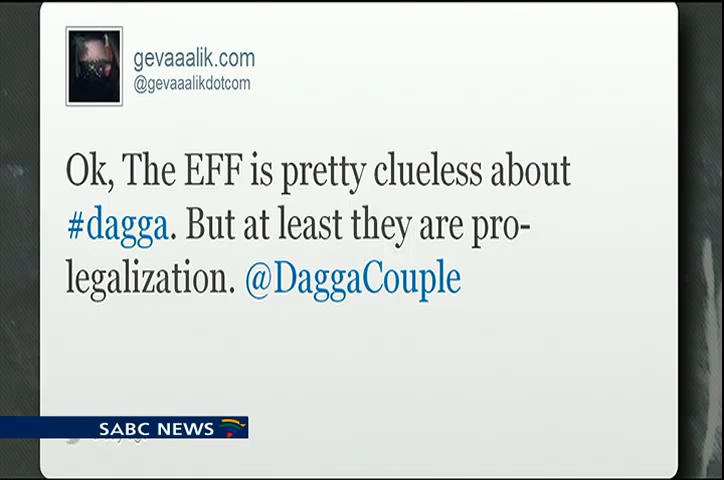 gevaaalik.com
@gevaaalikdotcom
Ok, The EFF is pretty clueless about
#dagga. But at least they are pro-
legalization. @DaggaCouple
SABC NEWS